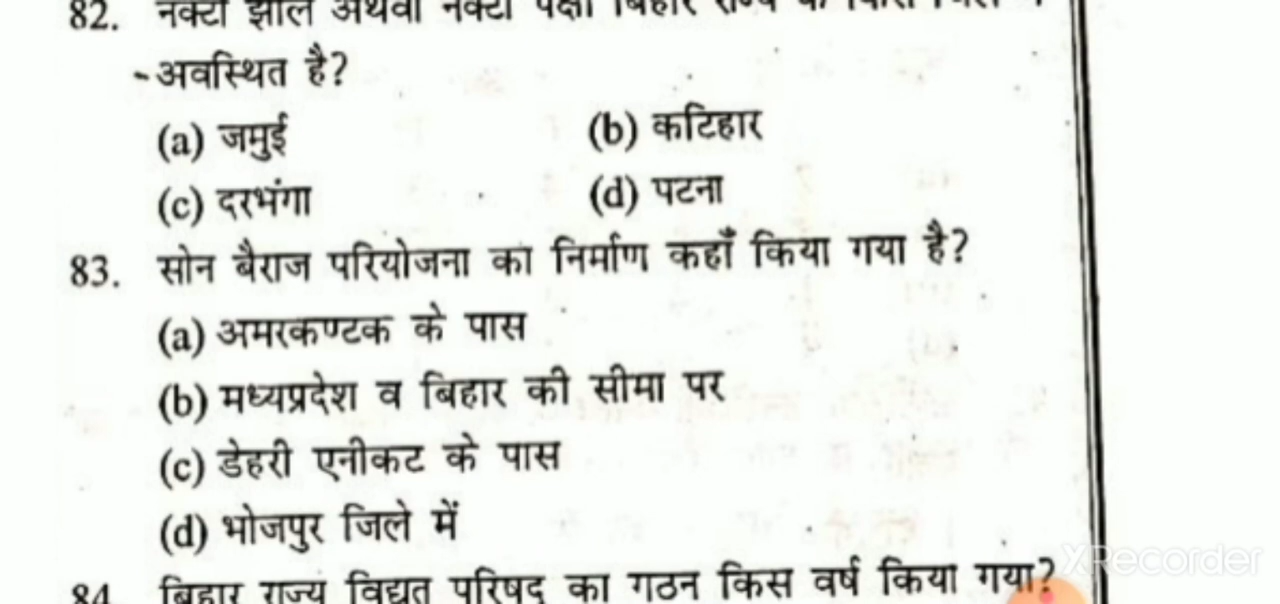 82. नक्टी झील अथवा नक्टी पक्षी बिहार राज्य के किस जिले में
-अवस्थित है?
(a) जमुई (b) कटिहार
(c) दरभंगा (d) पटना
83. सोन बैराज परियोजना का निर्माण कहाँ किया गया है?
(a) अमरकण्टक के पास
(b) मध्यप्रदेश व बिहार की सीमा पर
(c) डेहरी एनीकट के पास
(d) भोजपुर जिले में
XRecorder
84. बिहार राज्य विद्युत परिषद् का गठन किस वर्ष किया गया?